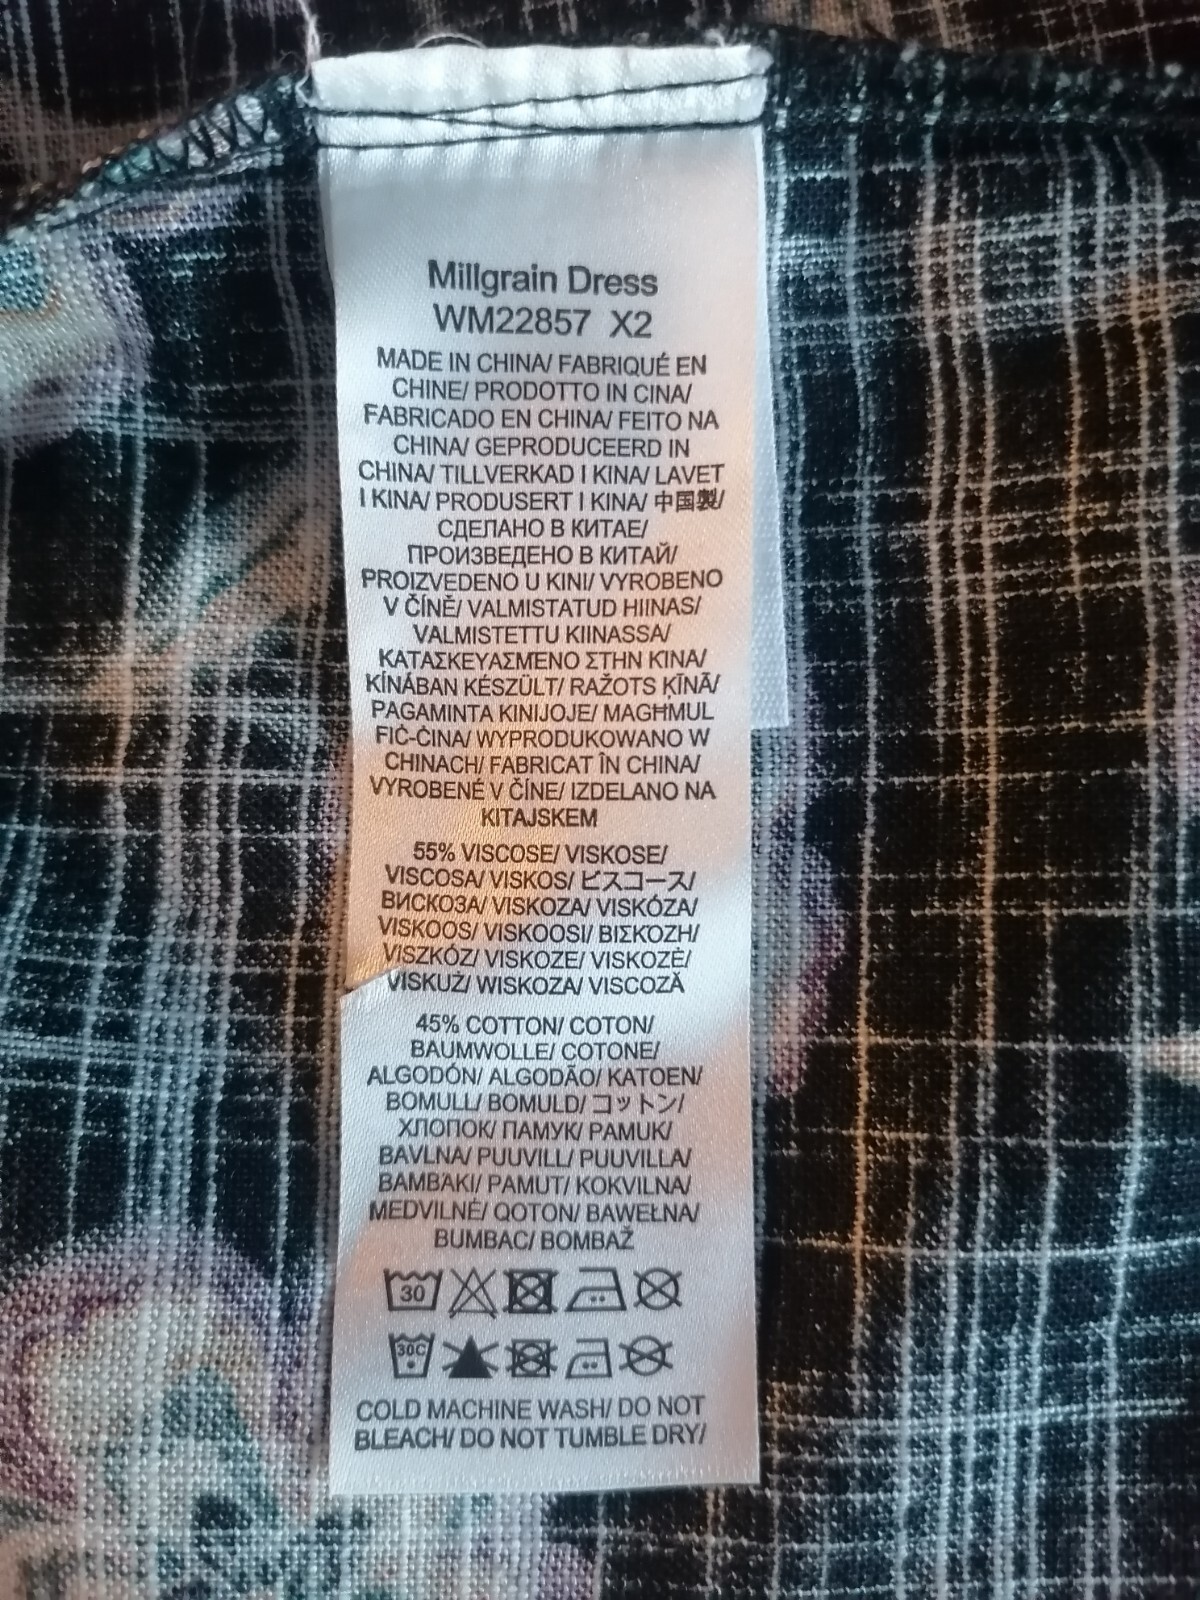 Millgrain Dress
WM22857 X2
MADE IN CHINA/ FABRIQUÉ EN
CHINE/ PRODOTTO IN CINA/
FABRICADO EN CHINA/ FEITO NA
CHINA/ GEPRODUCEERD IN
CHINA/ TILLVERKAD I KINA/ LAVET
I KINA/ PRODUSERT I KINA/ 中国製/
СДЕЛАНО В КИТАЕ/
ПРОИЗВЕДЕНО В КИТАЙ/
PROIZVEDENO U KINI/ VYROBENO
V ČÍNĚ/ VALMISTATUD HIINAS/
VALMISTETTU KIINASSA/
ΚΑΤΑΣΚΕΥΑΣΜΈΝΟ ΣΤΗΝ ΚΊΝΑ/
KÍNÁBAN KÉSZÜLT/ RAŽOTS ĶĪNĀ/
PAGAMINTA KINIJOJE/ MAGĦMUL
FIĊ-ĊINA/ WYPRODUKOWANO W
CHINACH/ FABRICAT ÎN CHINA/
VYROBENÉ V ČÍNE/ IZDELANO NA
KITAJSKEM
55% VISCOSE/ VISKOSE/
VISCOSA/ VISKOS/ ビスコース/
ВИСКОЗА/ VISKOZA/ VISKÓZA/
VISKOOS/ VISKOOSI/ ΒΙΣΚΌΖΗ/
VISZKÓZ/ VISKOZE/ VISKOZĖ/
VISKUŻ/ WISKOZA/ VISCOZĂ
45% COTTON/ COTON/
BAUMWOLLE/ COTONE/
ALGODÓN/ ALGODÃO/ KATOEN/
BOMULL/ BOMULD/ コットン/
ХЛОПОК/ ПАМУК/ PAMUK/
BAVLNA/ PUUVILL/ PUUVILLA/
ΒΑΜΒΆΚΙ/ PAMUT/ KOKVILNA/
MEDVILNĖ/ QOTON/ BAWEŁNA/
BUMBAC/ BOMBAŽ
30
30C
COLD MACHINE WASH/ DO NOT
BLEACH/ DO NOT TUMBLE DRY/